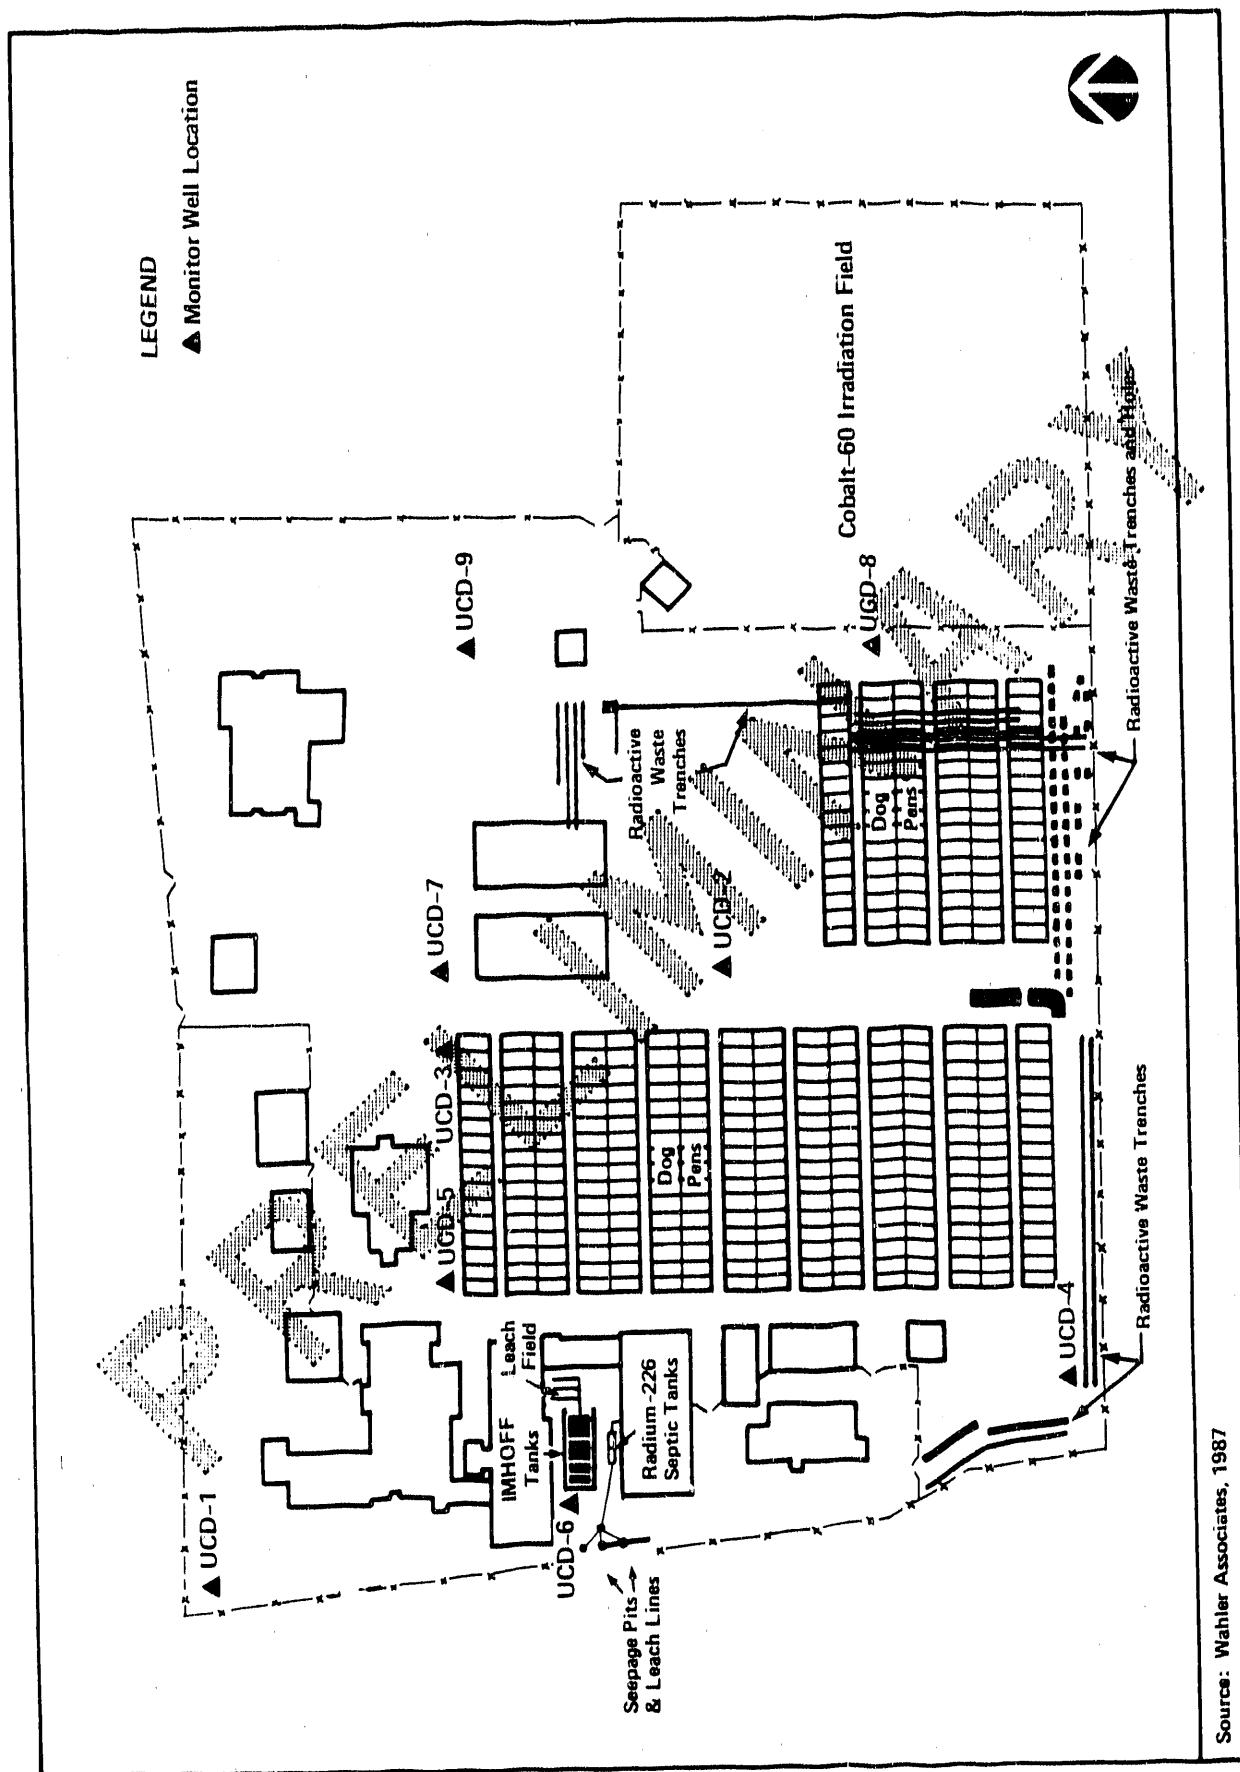 LEGEND
▲ Monitor Well Location
▲ UCD-1
▲ UCD-9
▲ UCD-7
UCD-3 ▲
▲ UCD-5
UCD-6 ▲
▲ UCD-2
▲ UGD-8
▲ UCD-4
IMHOFF
Tanks
Leach
Field
Radium-226
Septic Tanks
Seepage Pits
& Leach Lines
Dog
Pens
Radioactive
Waste
Trenches
Dog
Pens
Cobalt-60 Irradiation Field
Radioactive Waste Trenches
Radioactive Waste Trenches and Holes
PRELIMINARY
Source: Wahler Associates, 1987